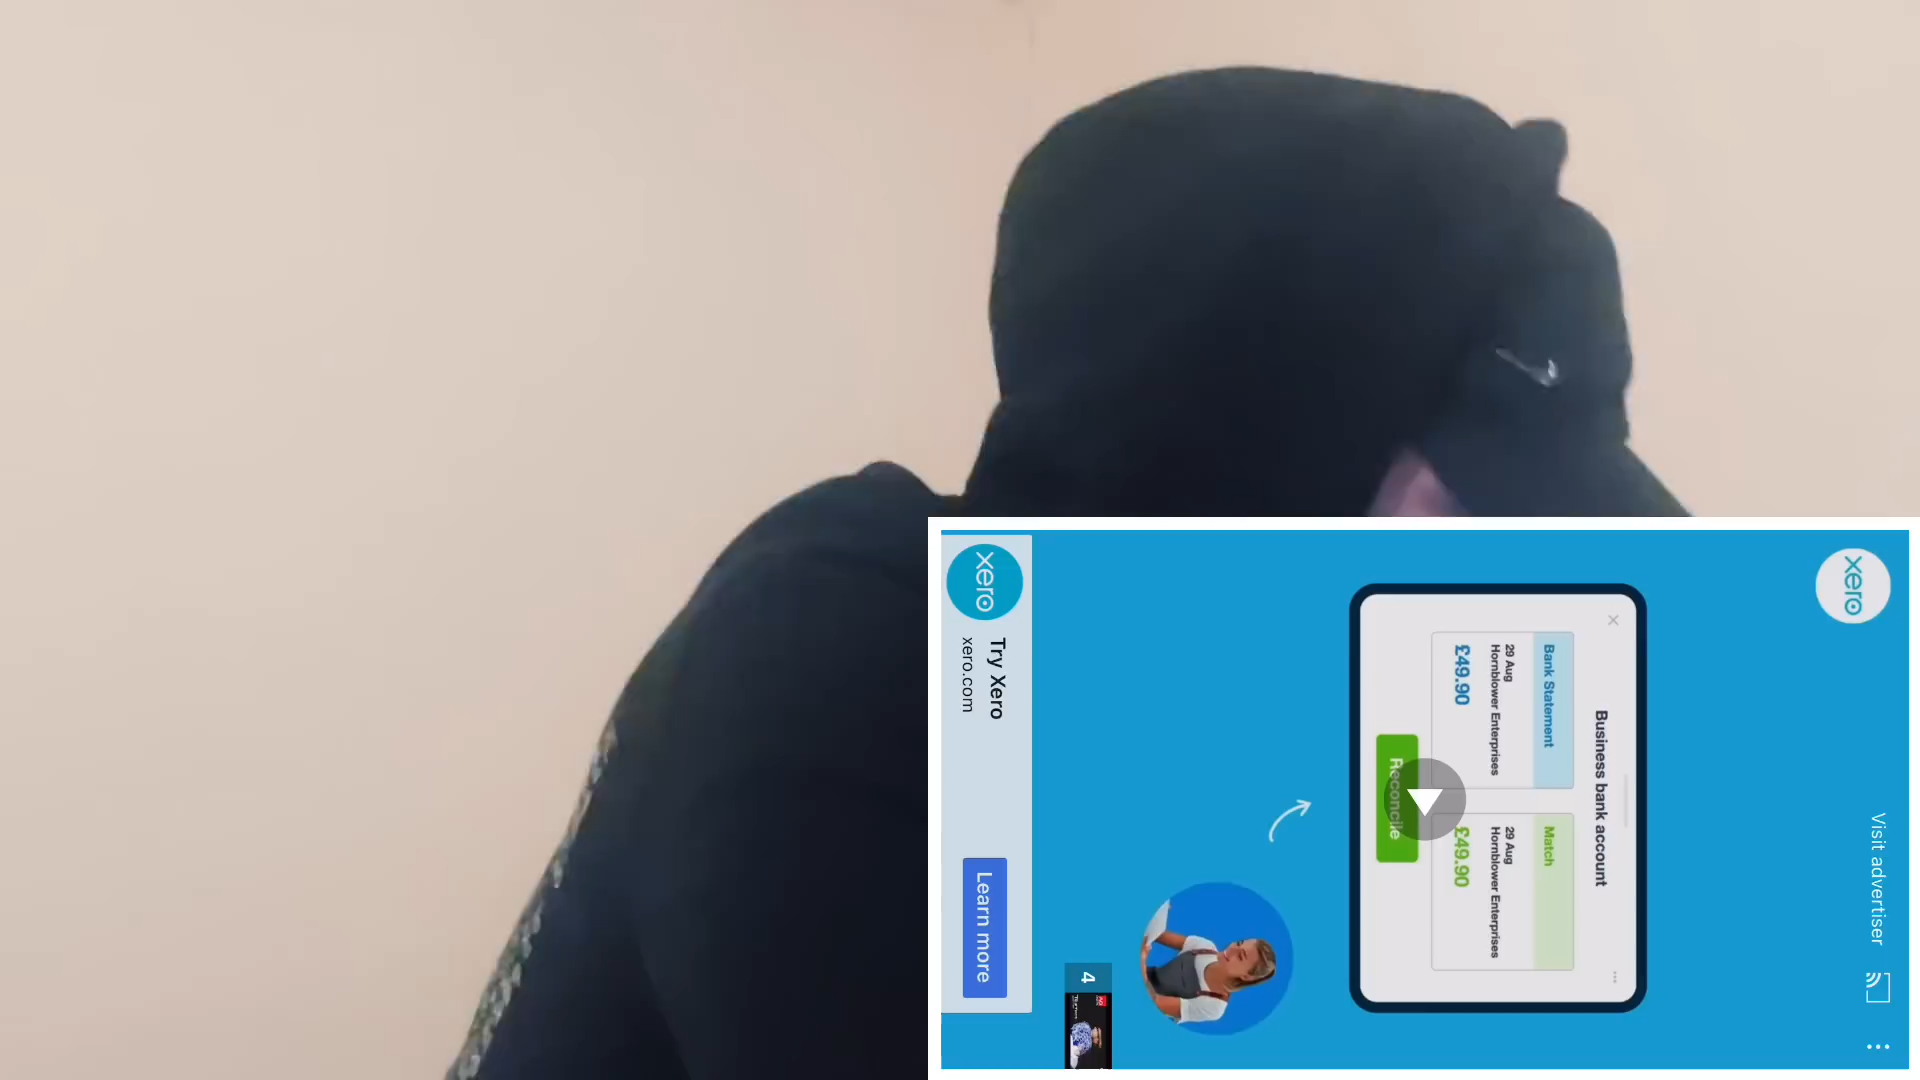 xero
Visit advertiser
Business bank account
Bank Statement
29 Aug
Hornblower Enterprises
£49.90
Match
29 Aug
Hornblower Enterprises
£49.90
Reconcile
4
xero
Try Xero
xero.com
Learn more